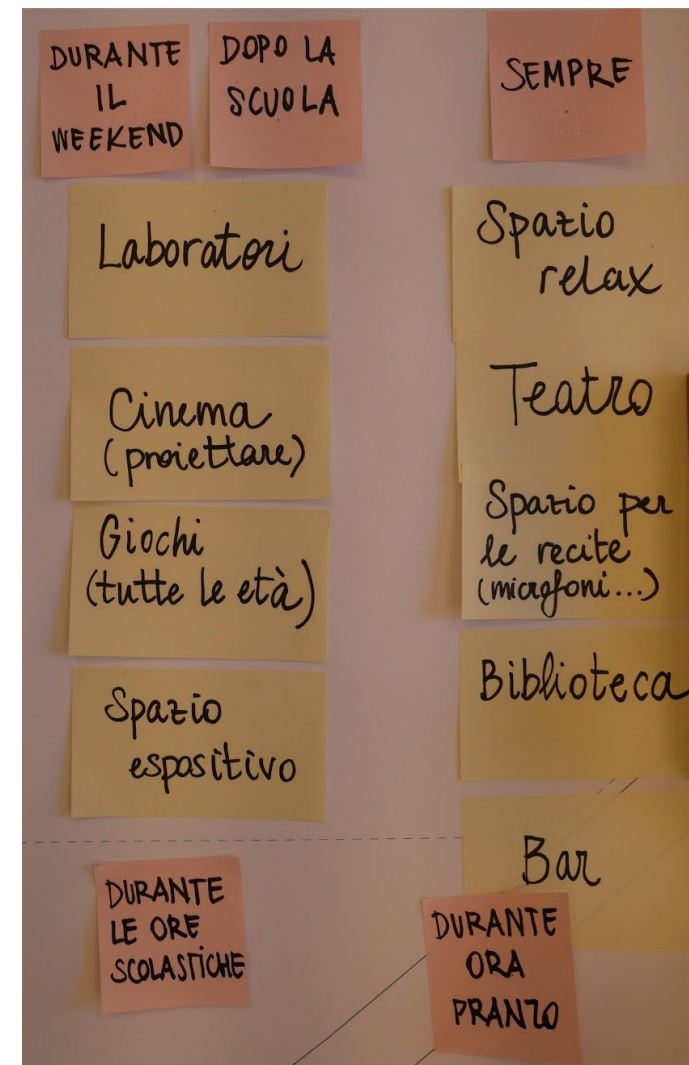 DURANTE
IL
WEEKEND
DOPO LA
SCUOLA
SEMPRE
Laboratori
Cinema
(proiettare)
Giochi
(tutte le età)
Spazio
espositivo
Spazio
relax
Teatro
Spazio per
le recite
(microfoni...)
Biblioteca
Bar
DURANTE
LE ORE
SCOLASTICHE
DURANTE
ORA
PRANZO